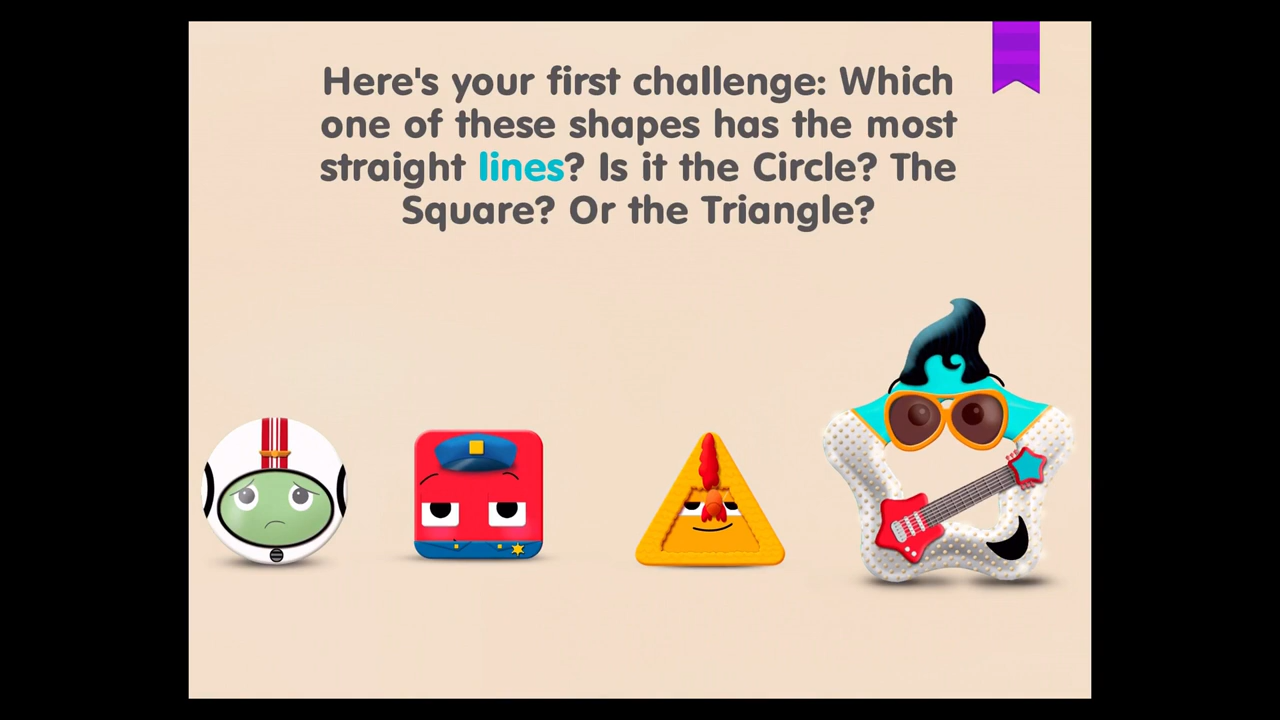 Here's your first challenge: Which
one of these shapes has the most
straight lines? Is it the Circle? The
Square? Or the Triangle?